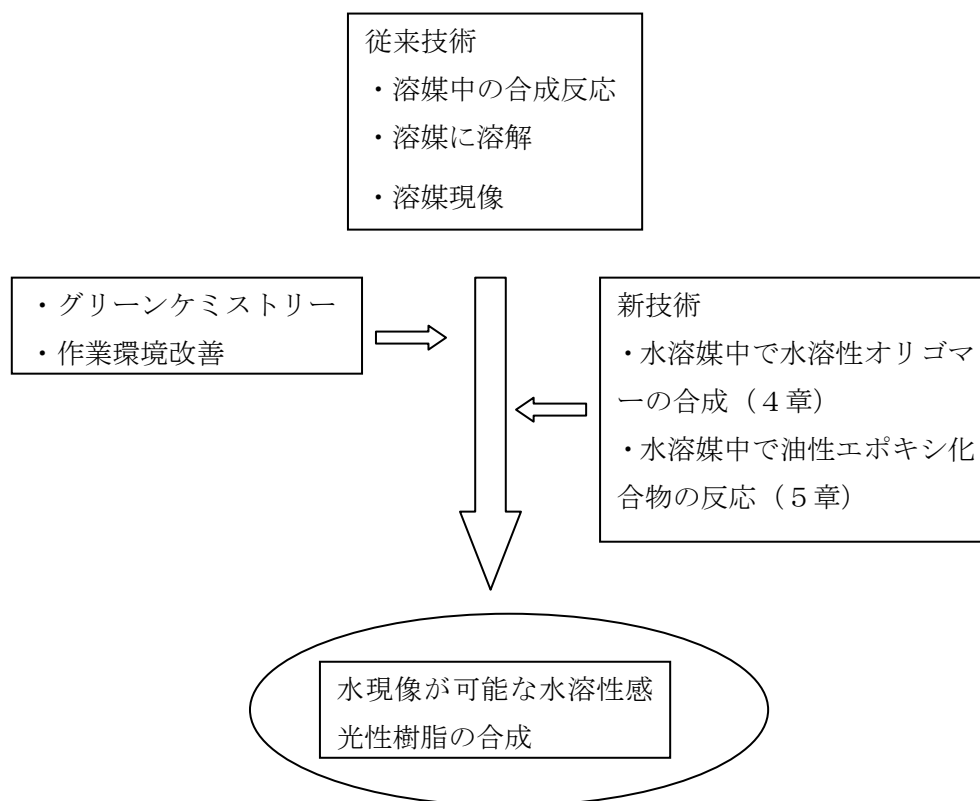 従来技術
・溶媒中の合成反応
・溶媒に溶解
・溶媒現像
・グリーンケミストリー
・作業環境改善
新技術
・水溶媒中で水溶性オリゴマ
ーの合成（４章）
・水溶媒中で油性エポキシ化
合物の反応（５章）
水現像が可能な水溶性感
光性樹脂の合成